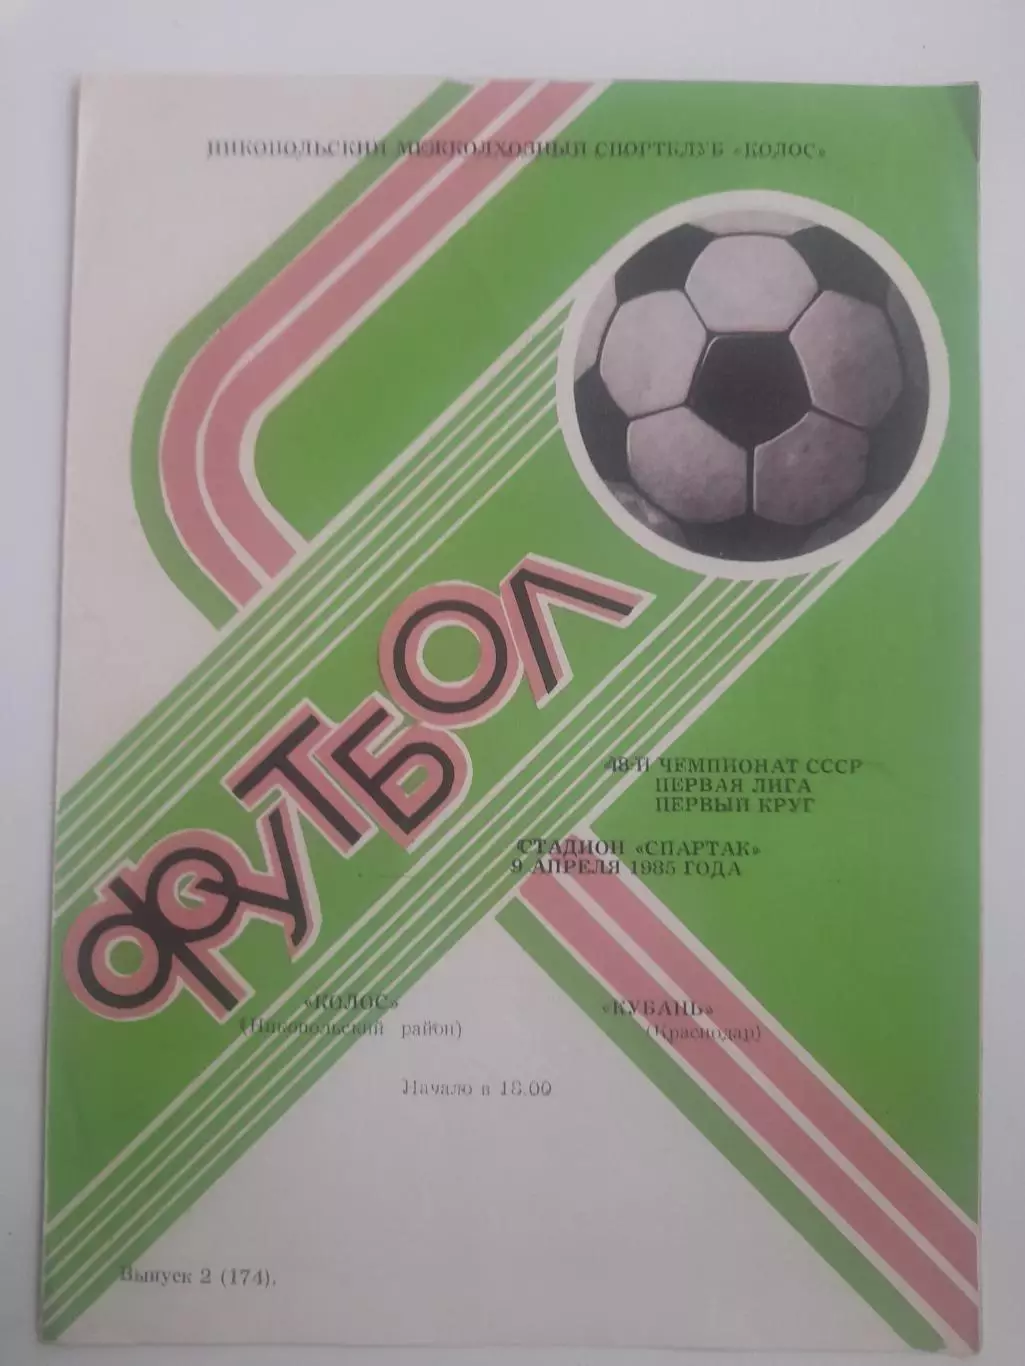 НИКОПОЛЬСКИЙ МЕЖКОЛХОЗНЫЙ СПОРТКЛУБ «КОЛОС»
ФУТБОЛ
48-Й ЧЕМПИОНАТ СССР
ПЕРВАЯ ЛИГА
ПЕРВЫЙ КРУГ
СТАДИОН «СПАРТАК»
9 АПРЕЛЯ 1985 ГОДА
«КОЛОС» «КУБАНЬ»
(Никопольский район) (Краснодар)
Начало в 18.00
Выпуск 2 (174).